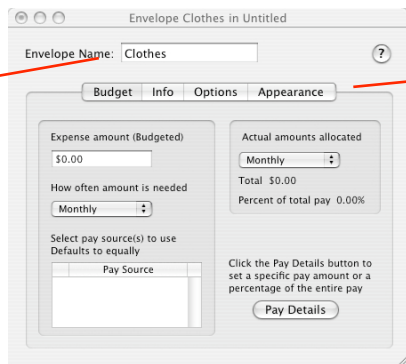 Envelope Clothes in Untitled
Envelope Name: Clothes
?
Budget Info Options Appearance
Expense amount (Budgeted)
$0.00
How often amount is needed
Monthly
Select pay source(s) to use
Defaults to equally
Pay Source
Actual amounts allocated
Monthly
Total $0.00
Percent of total pay 0.00%
Click the Pay Details button to
set a specific pay amount or a
percentage of the entire pay
Pay Details